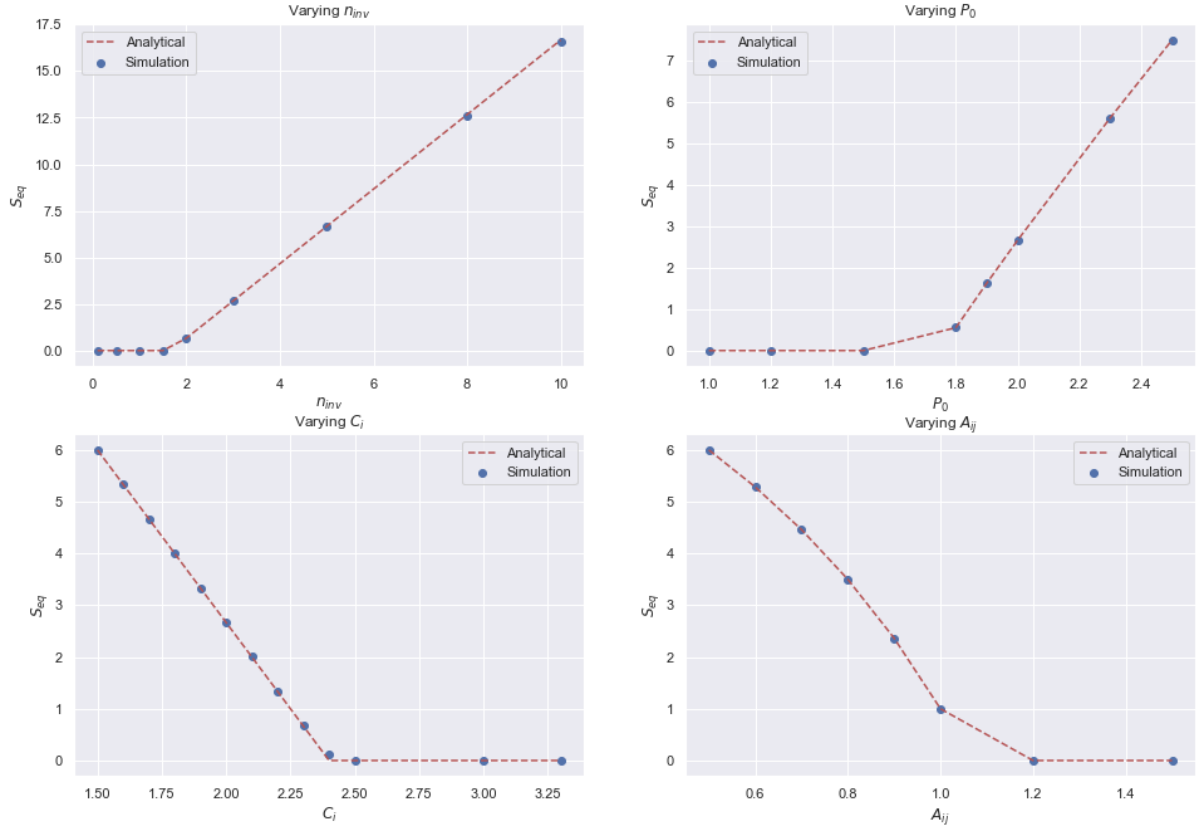 Varying n_inv
17.5
15.0
12.5
10.0
7.5
5.0
2.5
0.0
S_eq
Analytical
Simulation
0 2 4 6 8 10
n_inv
Varying P_0
7
6
5
4
3
2
1
0
S_eq
Analytical
Simulation
1.0 1.2 1.4 1.6 1.8 2.0 2.2 2.4
P_0
Varying C_i
6
5
4
3
2
1
0
S_eq
Analytical
Simulation
1.50 1.75 2.00 2.25 2.50 2.75 3.00 3.25
C_i
Varying A_ij
6
5
4
3
2
1
0
S_eq
Analytical
Simulation
0.6 0.8 1.0 1.2 1.4
A_ij